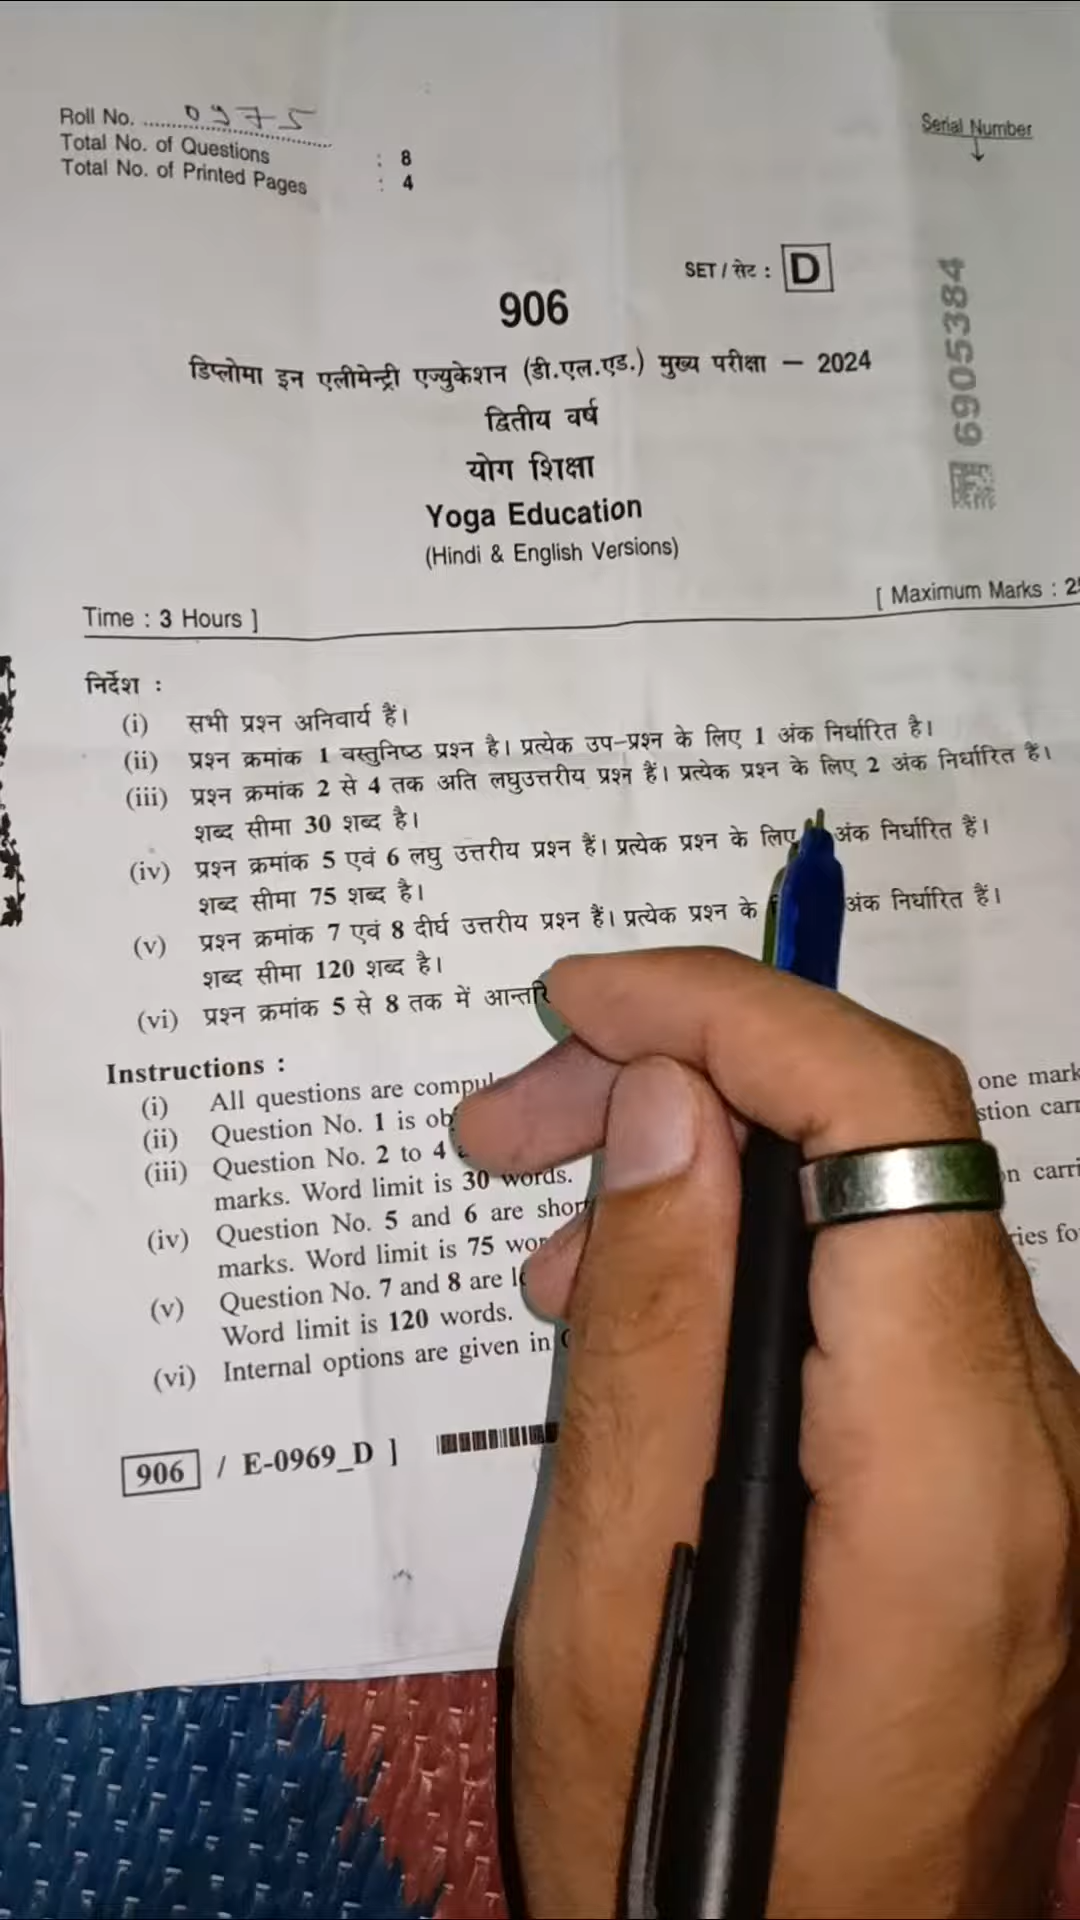 Roll No. 0975
Total No. of Questions : 8
Total No. of Printed Pages : 4
Serial Number
SET / सेट : D
6905384
906
डिप्लोमा इन एलीमेन्ट्री एज्युकेशन (डी.एल.एड.) मुख्य परीक्षा – 2024
द्वितीय वर्ष
योग शिक्षा
Yoga Education
(Hindi & English Versions)
Time : 3 Hours ]
[ Maximum Marks :
निर्देश :
(i) सभी प्रश्न अनिवार्य हैं।
(ii) प्रश्न क्रमांक 1 वस्तुनिष्ठ प्रश्न है। प्रत्येक उप-प्रश्न के लिए 1 अंक निर्धारित है।
(iii) प्रश्न क्रमांक 2 से 4 तक अति लघुउत्तरीय प्रश्न हैं। प्रत्येक प्रश्न के लिए 2 अंक निर्धारित हैं।
शब्द सीमा 30 शब्द है।
(iv) प्रश्न क्रमांक 5 एवं 6 लघु उत्तरीय प्रश्न हैं। प्रत्येक प्रश्न के लिए अंक निर्धारित हैं।
शब्द सीमा 75 शब्द है।
(v) प्रश्न क्रमांक 7 एवं 8 दीर्घ उत्तरीय प्रश्न हैं। प्रत्येक प्रश्न के अंक निर्धारित हैं।
शब्द सीमा 120 शब्द है।
(vi) प्रश्न क्रमांक 5 से 8 तक में
Instructions :
(i) All questions are
(ii) Question No. 1 is one mark
(iii) Question No. 2 to 4
marks. Word limit is 30 words.
(iv) Question No. 5 and 6 are
marks. Word limit is 75
(v) Question No. 7 and 8 are
Word limit is 120 words.
(vi) Internal options are given in
906 / E-0969_D ]